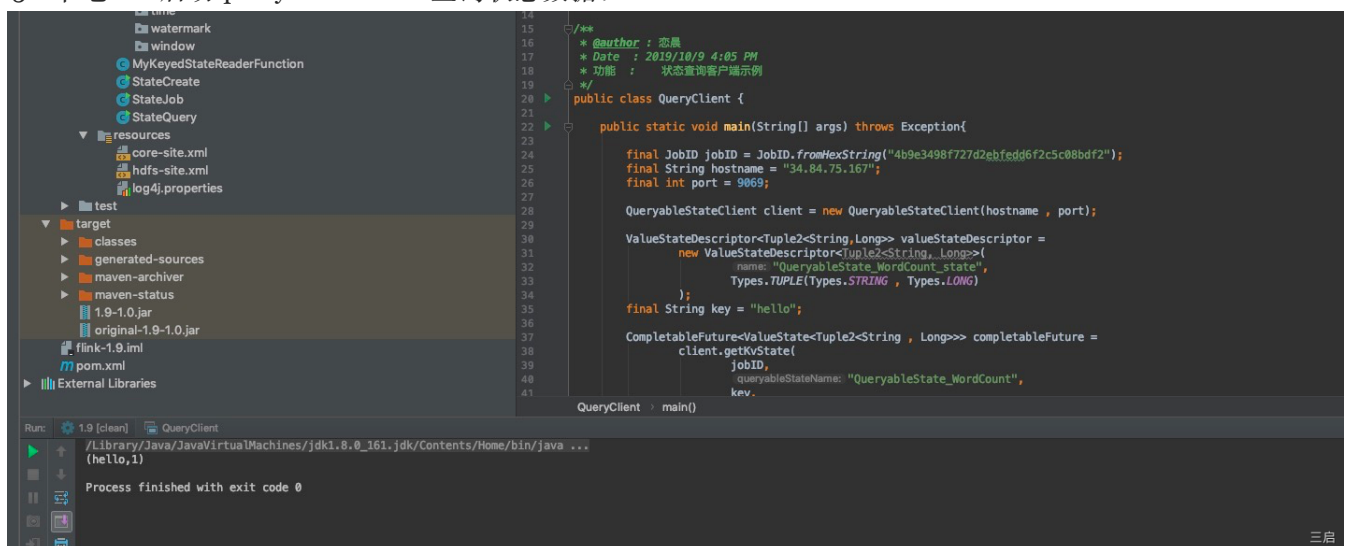 time
watermark
window
MyKeyedStateReaderFunction
StateCreate
StateJob
StateQuery
resources
core-site.xml
hdfs-site.xml
log4j.properties
test
target
classes
generated-sources
maven-archiver
maven-status
1.9-1.0.jar
original-1.9-1.0.jar
flink-1.9.iml
pom.xml
External Libraries
14
15 /**
16 * @author : 恋晨
17 * Date : 2019/10/9 4:05 PM
18 * 功能 : 状态查询客户端示例
19 */
20 public class QueryClient {
21
22 public static void main(String[] args) throws Exception{
23
24 final JobID jobID = JobID.fromHexString("4b9e3498f727d2ebfedd6f2c5c08bdf2");
25 final String hostname = "34.84.75.167";
26 final int port = 9069;
27
28 QueryableStateClient client = new QueryableStateClient(hostname , port);
29
30 ValueStateDescriptor<Tuple2<String,Long>> valueStateDescriptor =
31 new ValueStateDescriptor<Tuple2<String, Long>>(
32 name: "QueryableState_WordCount_state",
33 Types.TUPLE(Types.STRING , Types.LONG)
34 );
35 final String key = "hello";
36
37 CompletableFuture<ValueState<Tuple2<String , Long>>> completableFuture =
38 client.getKvState(
39 jobID,
40 queryableStateName: "QueryableState_WordCount",
41 key,
QueryClient › main()
Run: 1.9 [clean] QueryClient
/Library/Java/JavaVirtualMachines/jdk1.8.0_161.jdk/Contents/Home/bin/java ...
(hello,1)
Process finished with exit code 0
三启